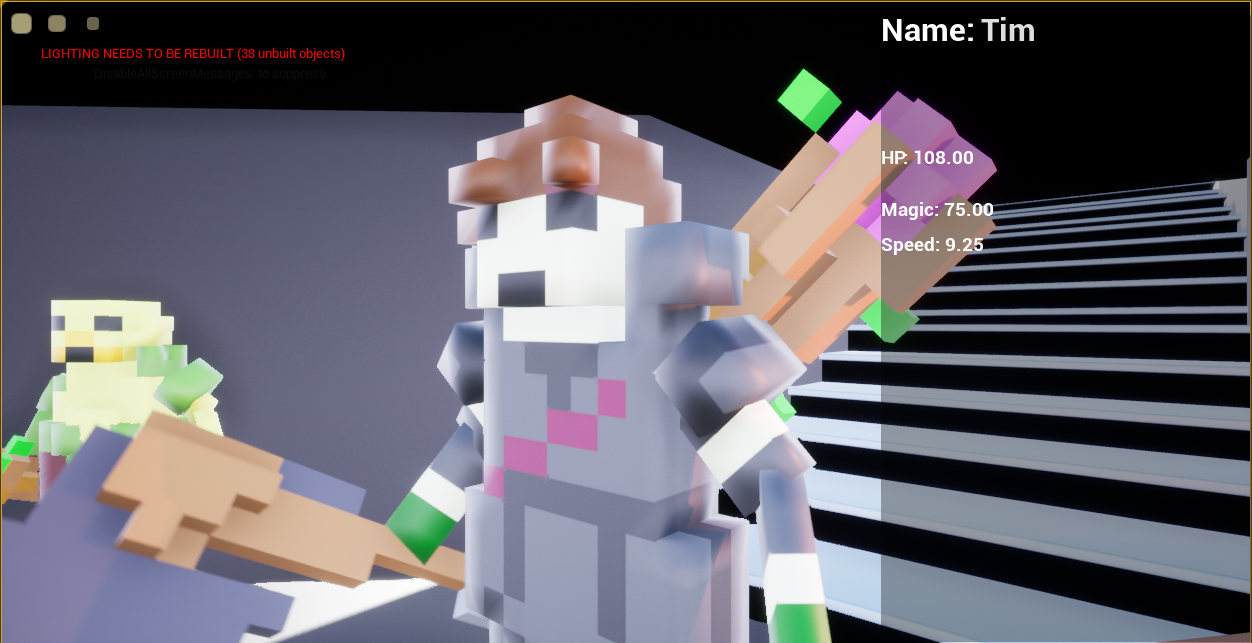 Name: Tim
LIGHTING NEEDS TO BE REBUILT (38 unbuilt objects)
'DisableAllScreenMessages' to suppress
HP: 108.00
Magic: 75.00
Speed: 9.25